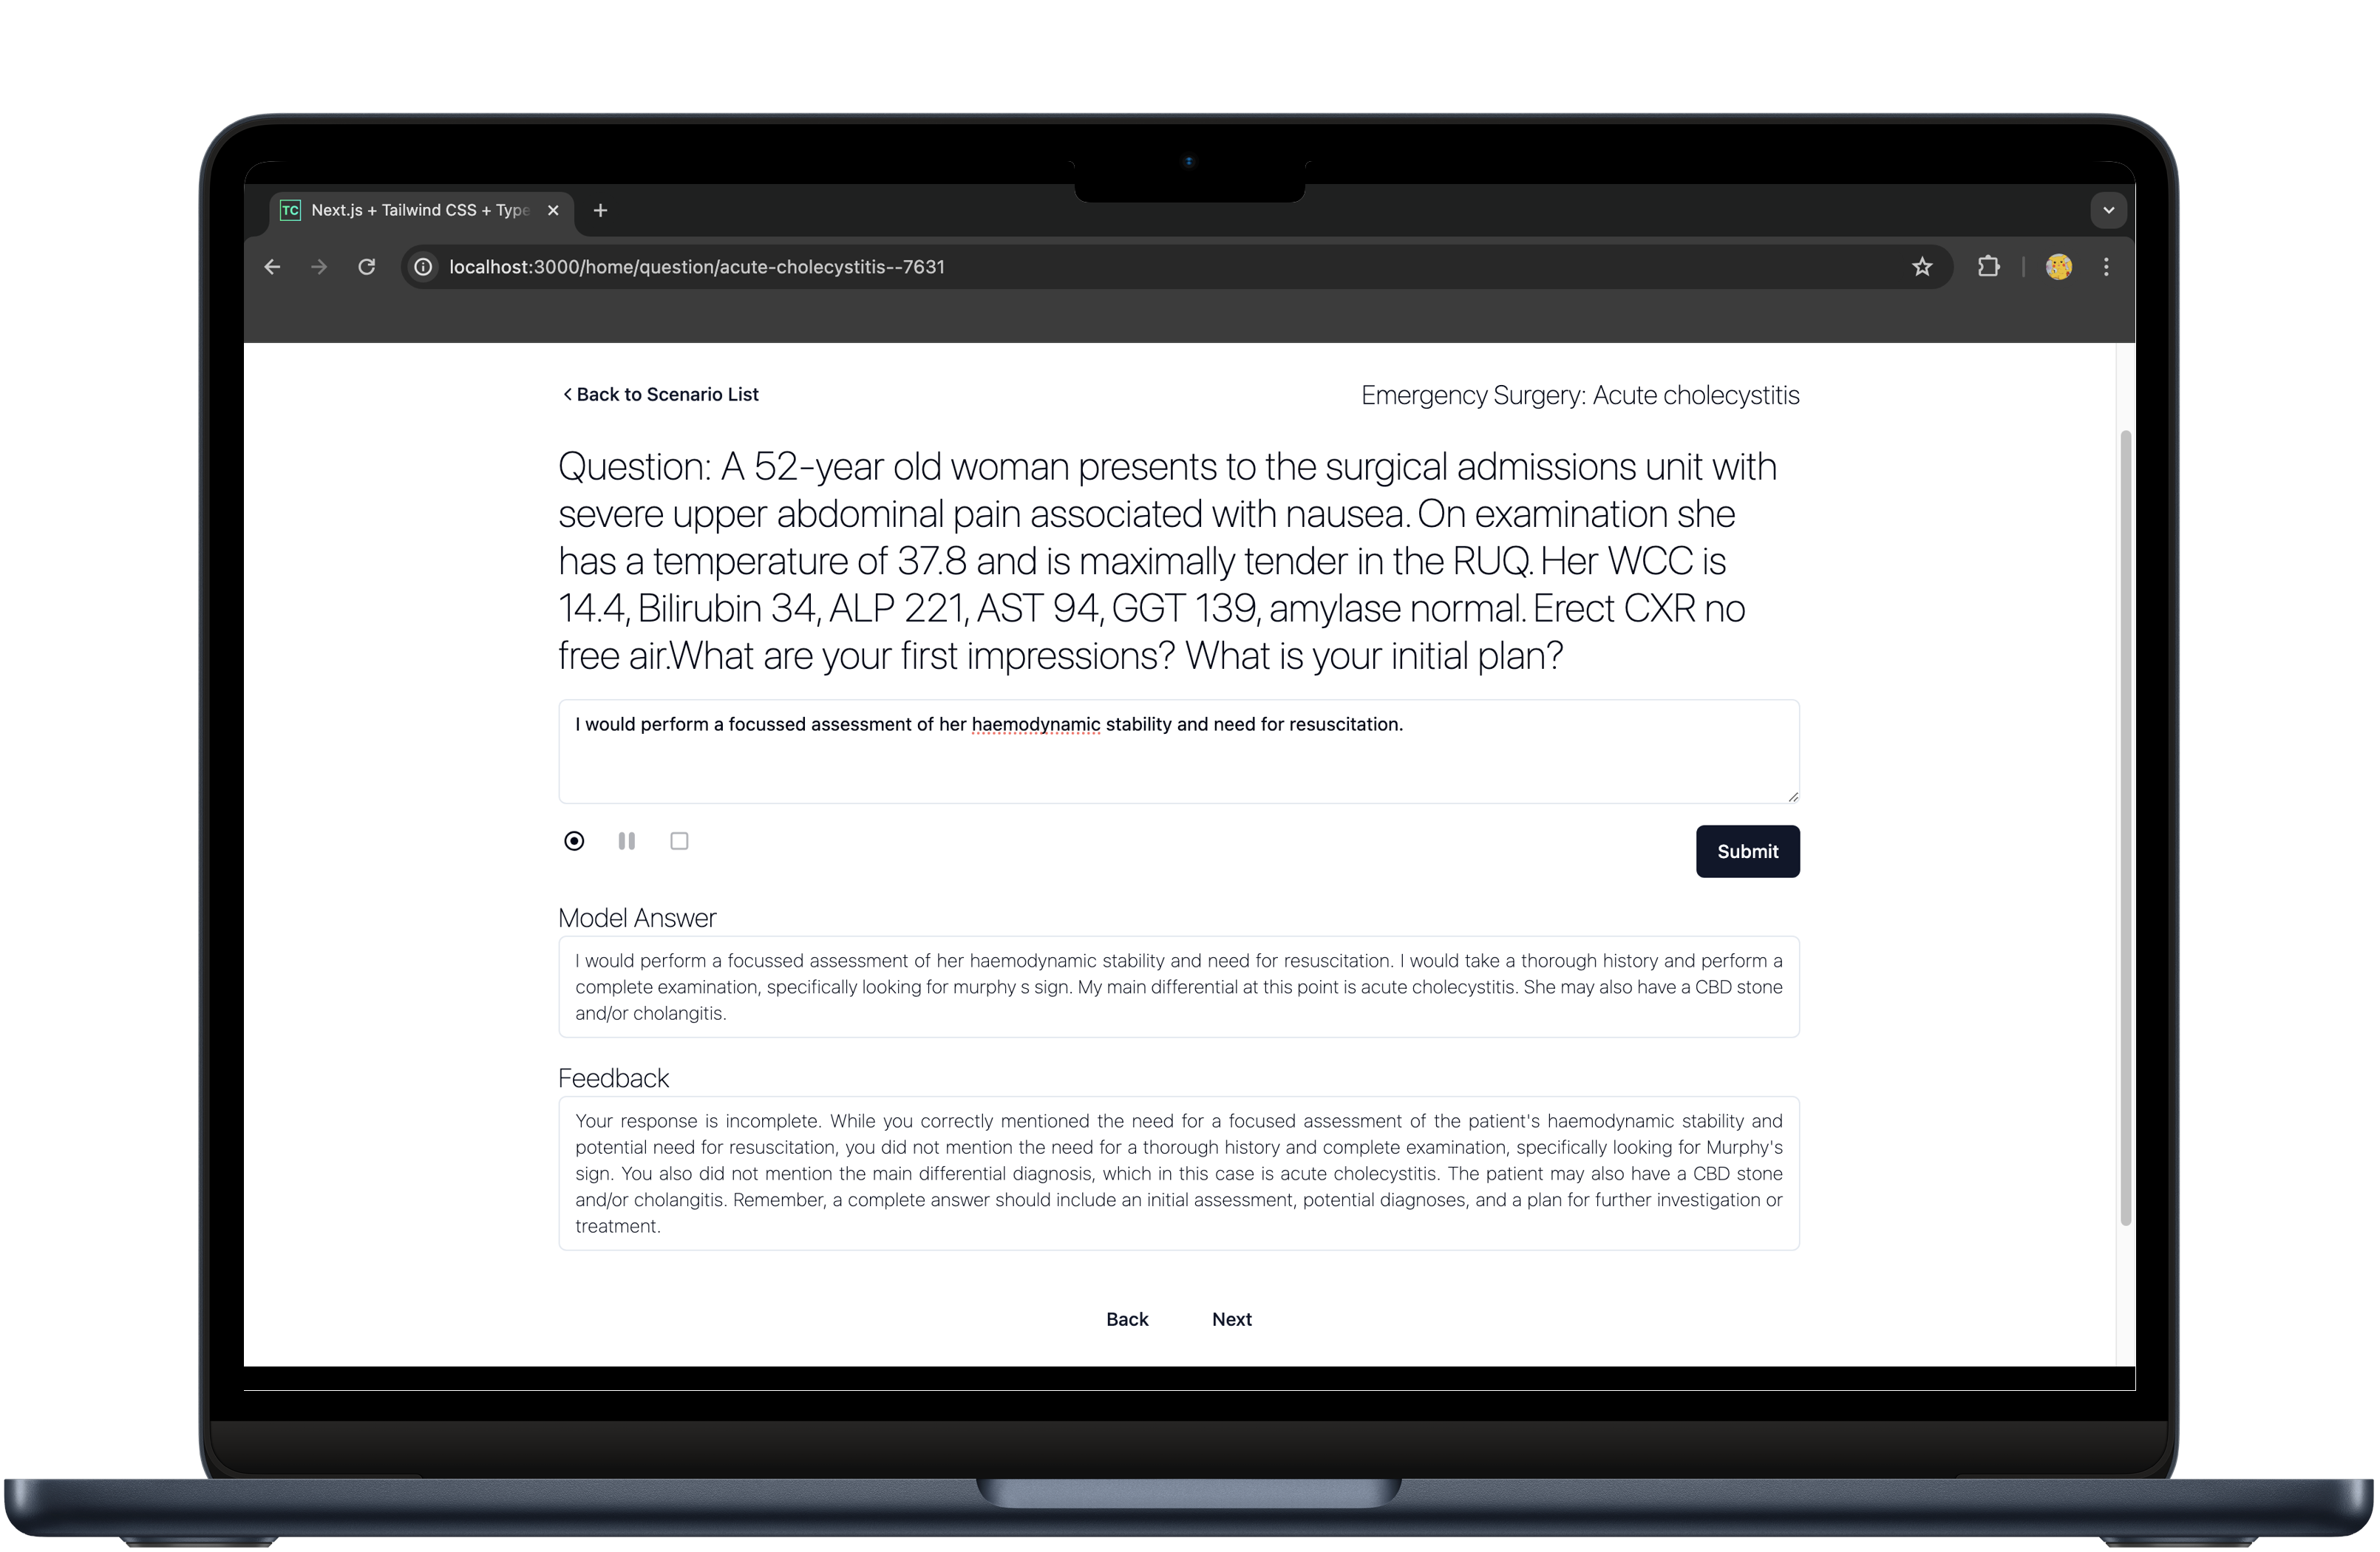 TC Next.js + Tailwind CSS + Type
localhost:3000/home/question/acute-cholecystitis--7631
Back to Scenario List
Emergency Surgery: Acute cholecystitis
Question: A 52-year old woman presents to the surgical admissions unit with
severe upper abdominal pain associated with nausea. On examination she
has a temperature of 37.8 and is maximally tender in the RUQ. Her WCC is
14.4, Bilirubin 34, ALP 221, AST 94, GGT 139, amylase normal. Erect CXR no
free air.What are your first impressions? What is your initial plan?
I would perform a focussed assessment of her haemodynamic stability and need for resuscitation.
Submit
Model Answer
I would perform a focussed assessment of her haemodynamic stability and need for resuscitation. I would take a thorough history and perform a
complete examination, specifically looking for murphy s sign. My main differential at this point is acute cholecystitis. She may also have a CBD stone
and/or cholangitis.
Feedback
Your response is incomplete. While you correctly mentioned the need for a focused assessment of the patient's haemodynamic stability and
potential need for resuscitation, you did not mention the need for a thorough history and complete examination, specifically looking for Murphy's
sign. You also did not mention the main differential diagnosis, which in this case is acute cholecystitis. The patient may also have a CBD stone
and/or cholangitis. Remember, a complete answer should include an initial assessment, potential diagnoses, and a plan for further investigation or
treatment.
Back Next